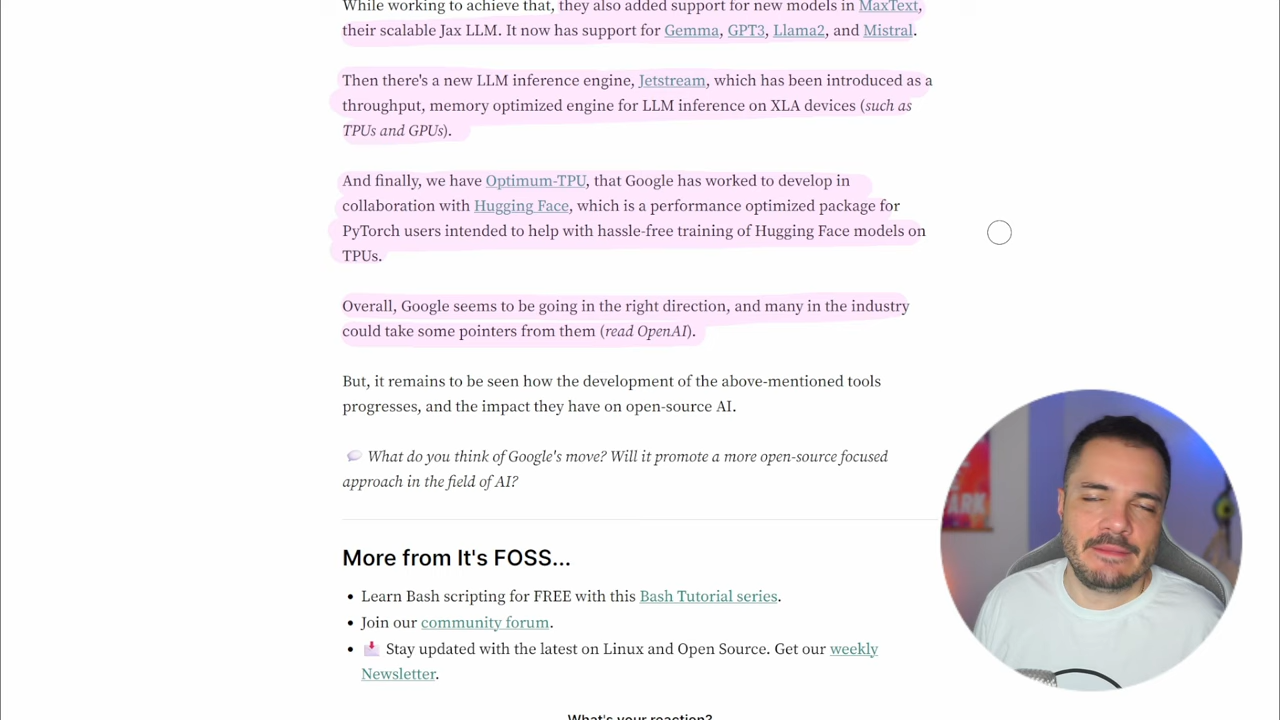 While working to achieve that, they also added support for new models in MaxText,
their scalable Jax LLM. It now has support for Gemma, GPT3, Llama2, and Mistral.
Then there's a new LLM inference engine, Jetstream, which has been introduced as a
throughput, memory optimized engine for LLM inference on XLA devices (such as
TPUs and GPUs).
And finally, we have Optimum-TPU, that Google has worked to develop in
collaboration with Hugging Face, which is a performance optimized package for
PyTorch users intended to help with hassle-free training of Hugging Face models on
TPUs.
Overall, Google seems to be going in the right direction, and many in the industry
could take some pointers from them (read OpenAI).
But, it remains to be seen how the development of the above-mentioned tools
progresses, and the impact they have on open-source AI.
What do you think of Google's move? Will it promote a more open-source focused
approach in the field of AI?
More from It's FOSS...
• Learn Bash scripting for FREE with this Bash Tutorial series.
• Join our community forum.
• Stay updated with the latest on Linux and Open Source. Get our weekly
Newsletter.
What's your reaction?